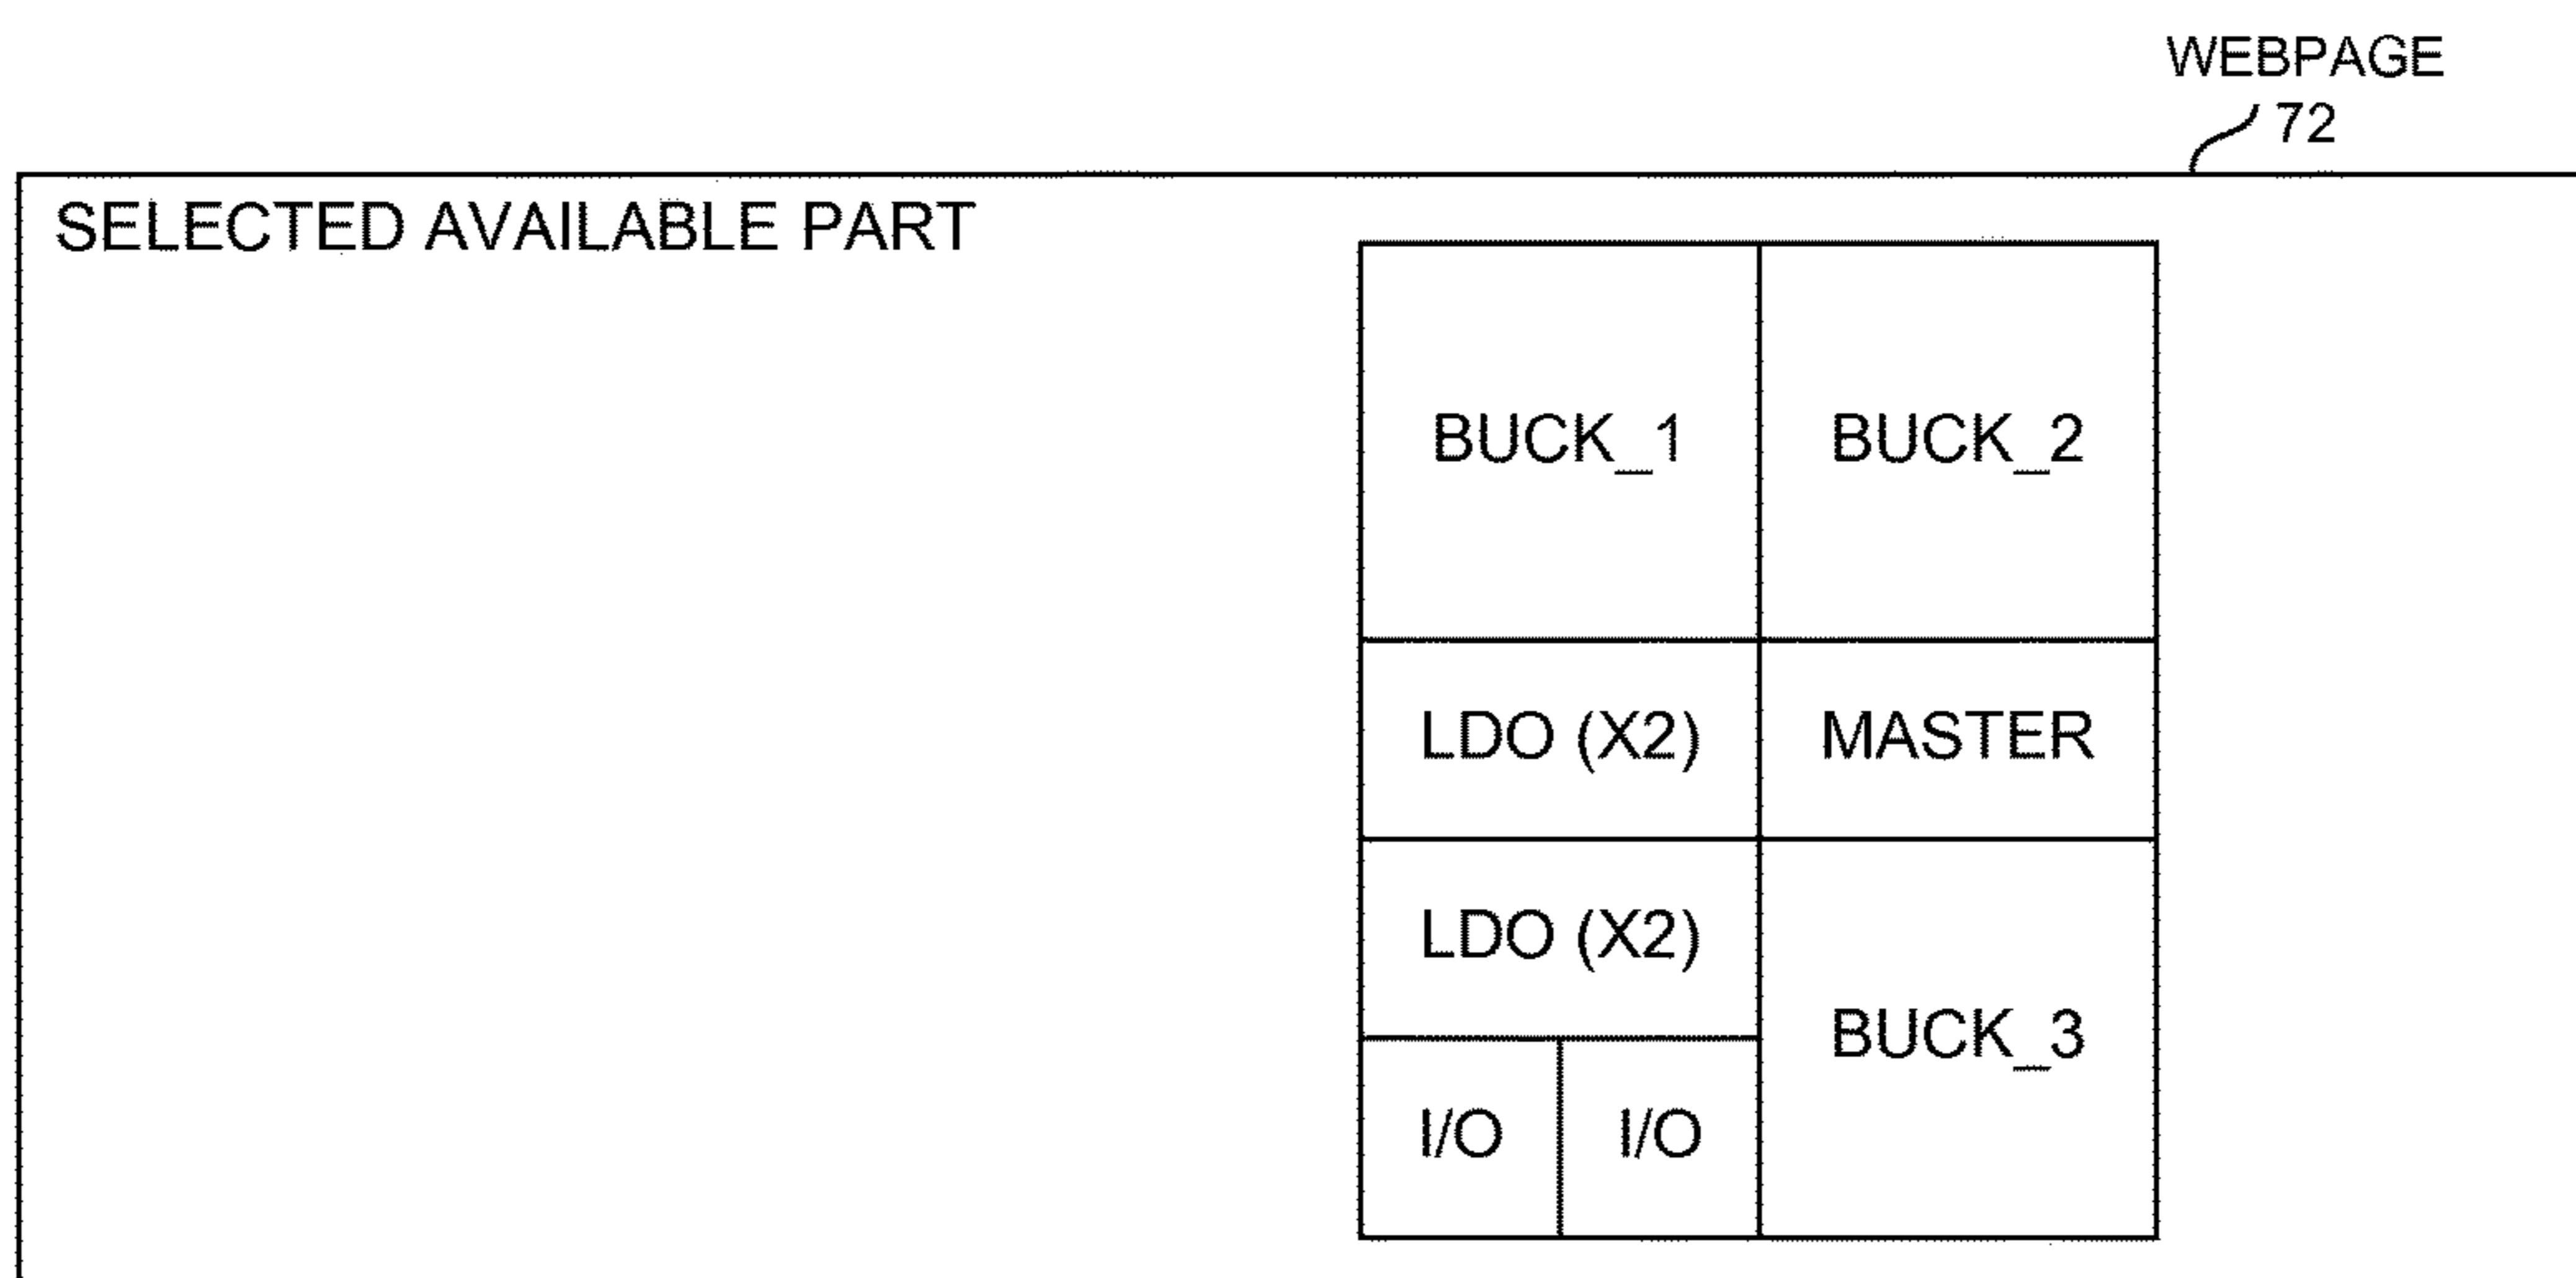 WEBPAGE
72
SELECTED AVAILABLE PART
BUCK_1
BUCK_2
LDO (X2)
MASTER
LDO (X2)
BUCK_3
I/O
I/O